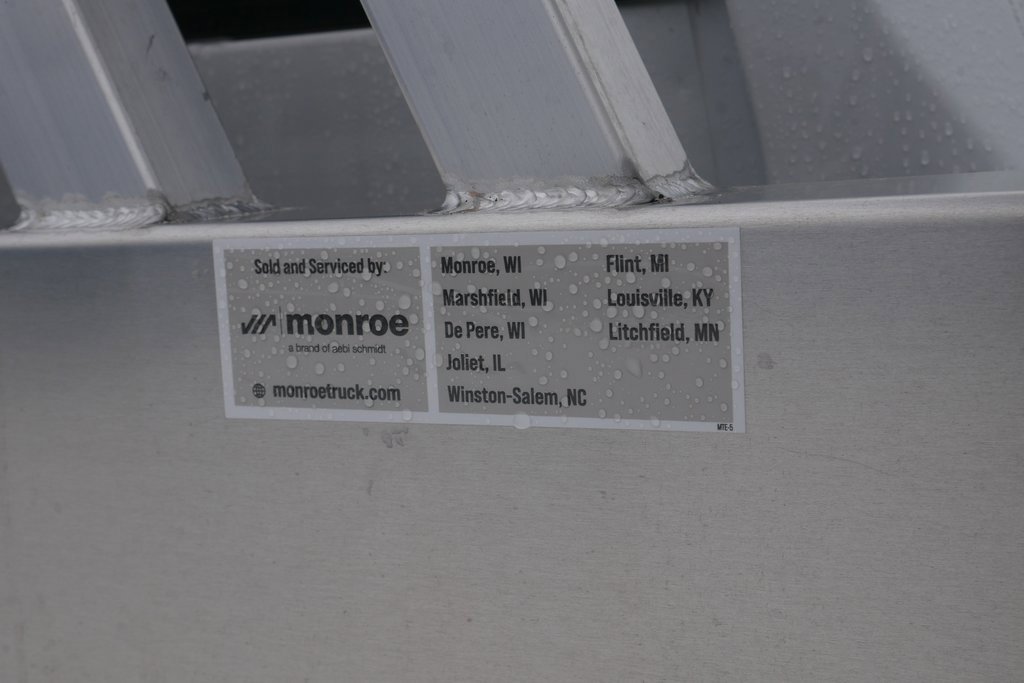 Sold and Serviced by:
monroe
a brand of aebi schmidt
monroetruck.com
Monroe, WI
Marshfield, WI
De Pere, WI
Joliet, IL
Winston-Salem, NC
Flint, MI
Louisville, KY
Litchfield, MN
MTE-5